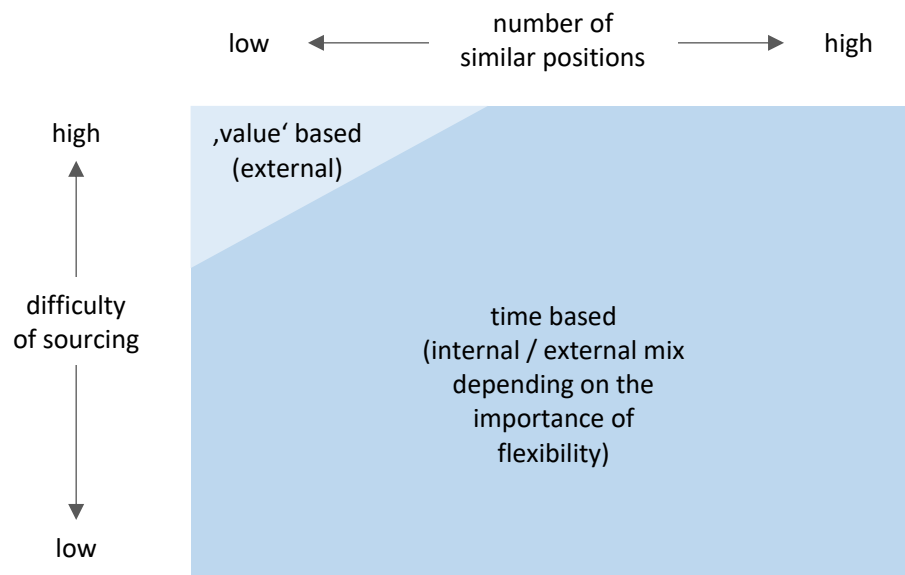 number of
similar positions
low
high
high
‚value‘ based
(external)
difficulty
of sourcing
time based
(internal / external mix
depending on the
importance of
flexibility)
low